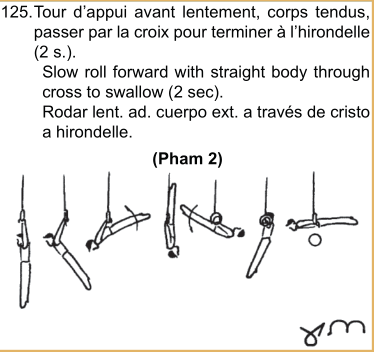 125. Tour d'appui avant lentement, corps tendus,
passer par la croix pour terminer à l'hirondelle
(2 s.).
Slow roll forward with straight body through
cross to swallow (2 sec).
Rodar lent. ad. cuerpo ext. a través de cristo
a hirondelle.
(Pham 2)